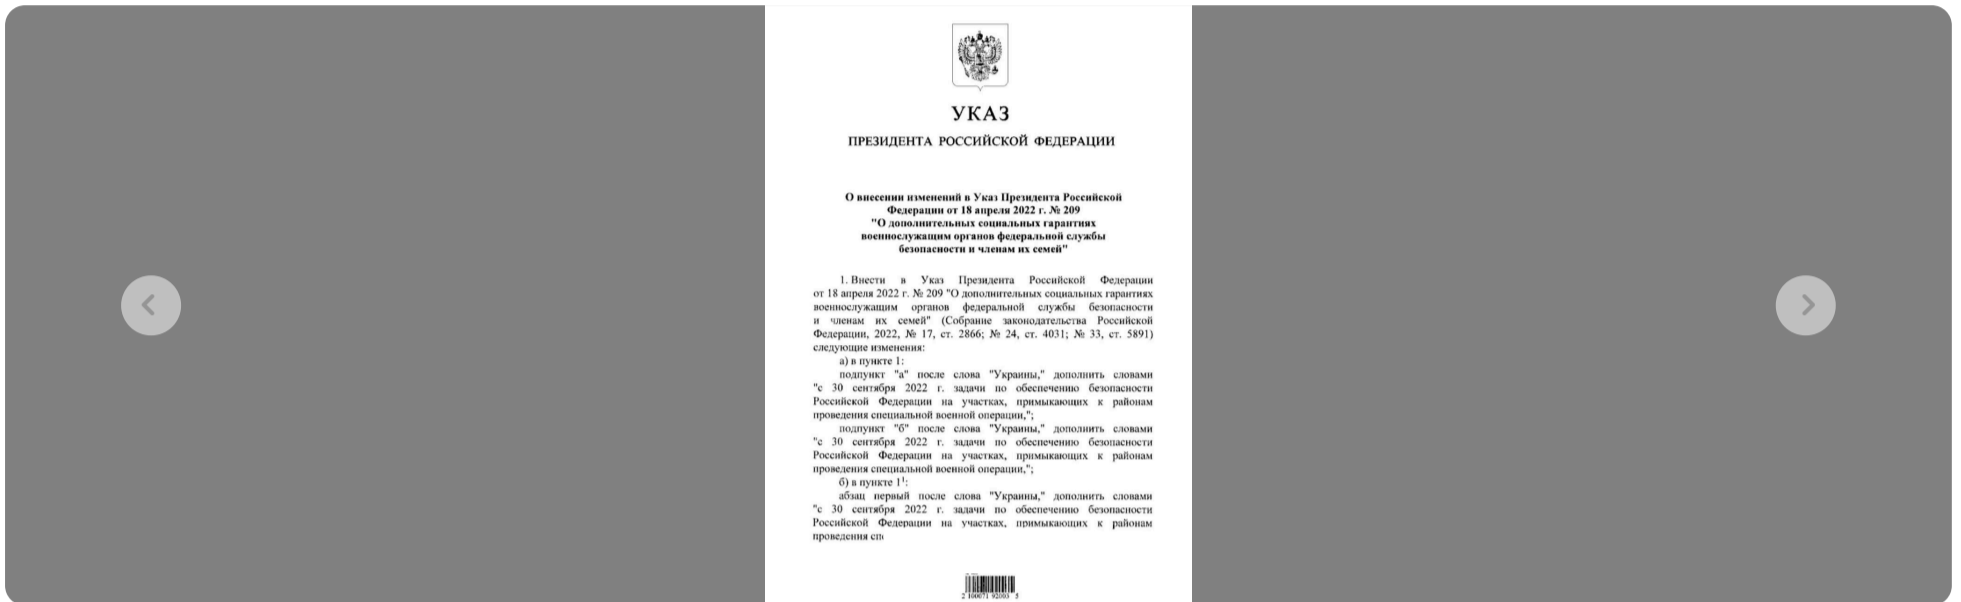 УКАЗ
ПРЕЗИДЕНТА РОССИЙСКОЙ ФЕДЕРАЦИИ
О внесении изменений в Указ Президента Российской
Федерации от 18 апреля 2022 г. № 209
"О дополнительных социальных гарантиях
военнослужащим органов федеральной службы
безопасности и членам их семей"
1. Внести в Указ Президента Российской Федерации
от 18 апреля 2022 г. № 209 "О дополнительных социальных гарантиях
военнослужащим органов федеральной службы безопасности
и членам их семей" (Собрание законодательства Российской
Федерации, 2022, № 17, ст. 2866; № 24, ст. 4031; № 33, ст. 5891)
следующие изменения:
а) в пункте 1:
подпункт "а" после слова "Украины," дополнить словами
"с 30 сентября 2022 г. задачи по обеспечению безопасности
Российской Федерации на участках, примыкающих к районам
проведения специальной военной операции,";
подпункт "б" после слова "Украины," дополнить словами
"с 30 сентября 2022 г. задачи по обеспечению безопасности
Российской Федерации на участках, примыкающих к районам
проведения специальной военной операции,";
б) в пункте 1¹:
абзац первый после слова "Украины," дополнить словами
"с 30 сентября 2022 г. задачи по обеспечению безопасности
Российской Федерации на участках, примыкающих к районам
проведения
2 100071 92003 5